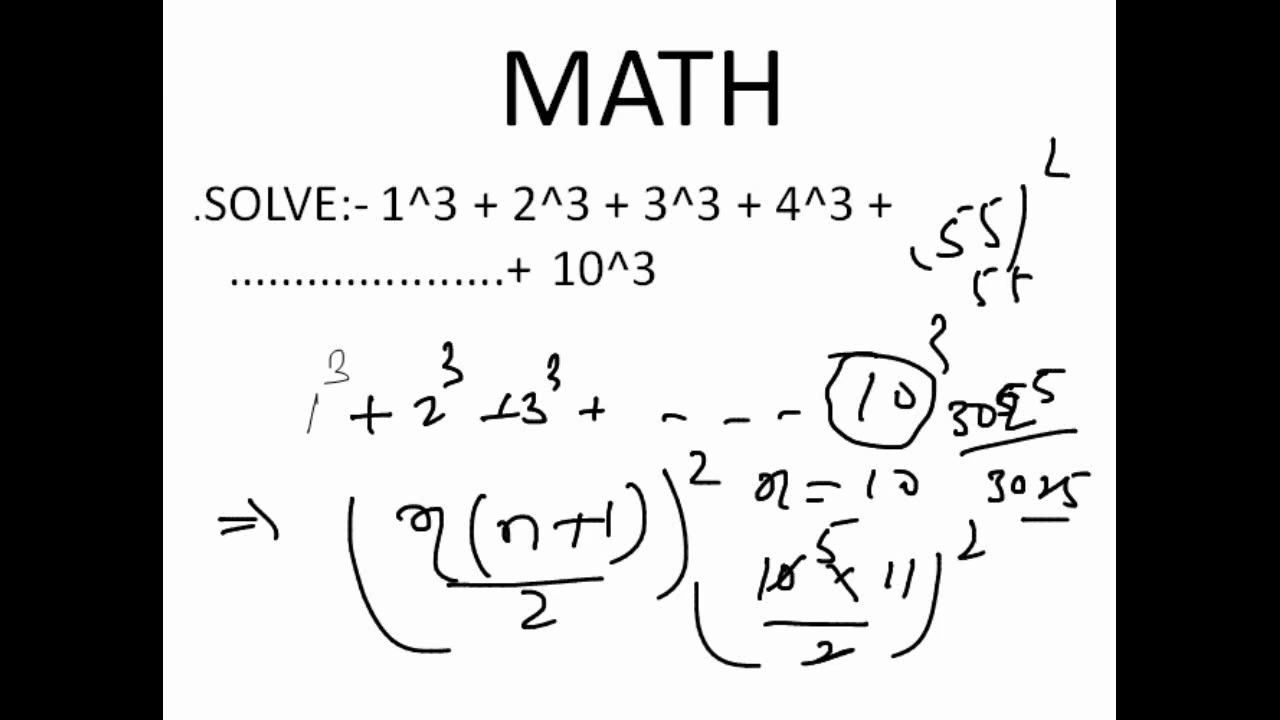 MATH
.SOLVE:- 1^3 + 2^3 + 3^3 + 4^3 +
.....................+ 10^3
(55)^2
55
1^3 + 2^3 + 3^3 + - - - 10^3
3025
3025
⇒ (n(n+1)/2)^2
n = 10
(10 5 × 11/2)^2